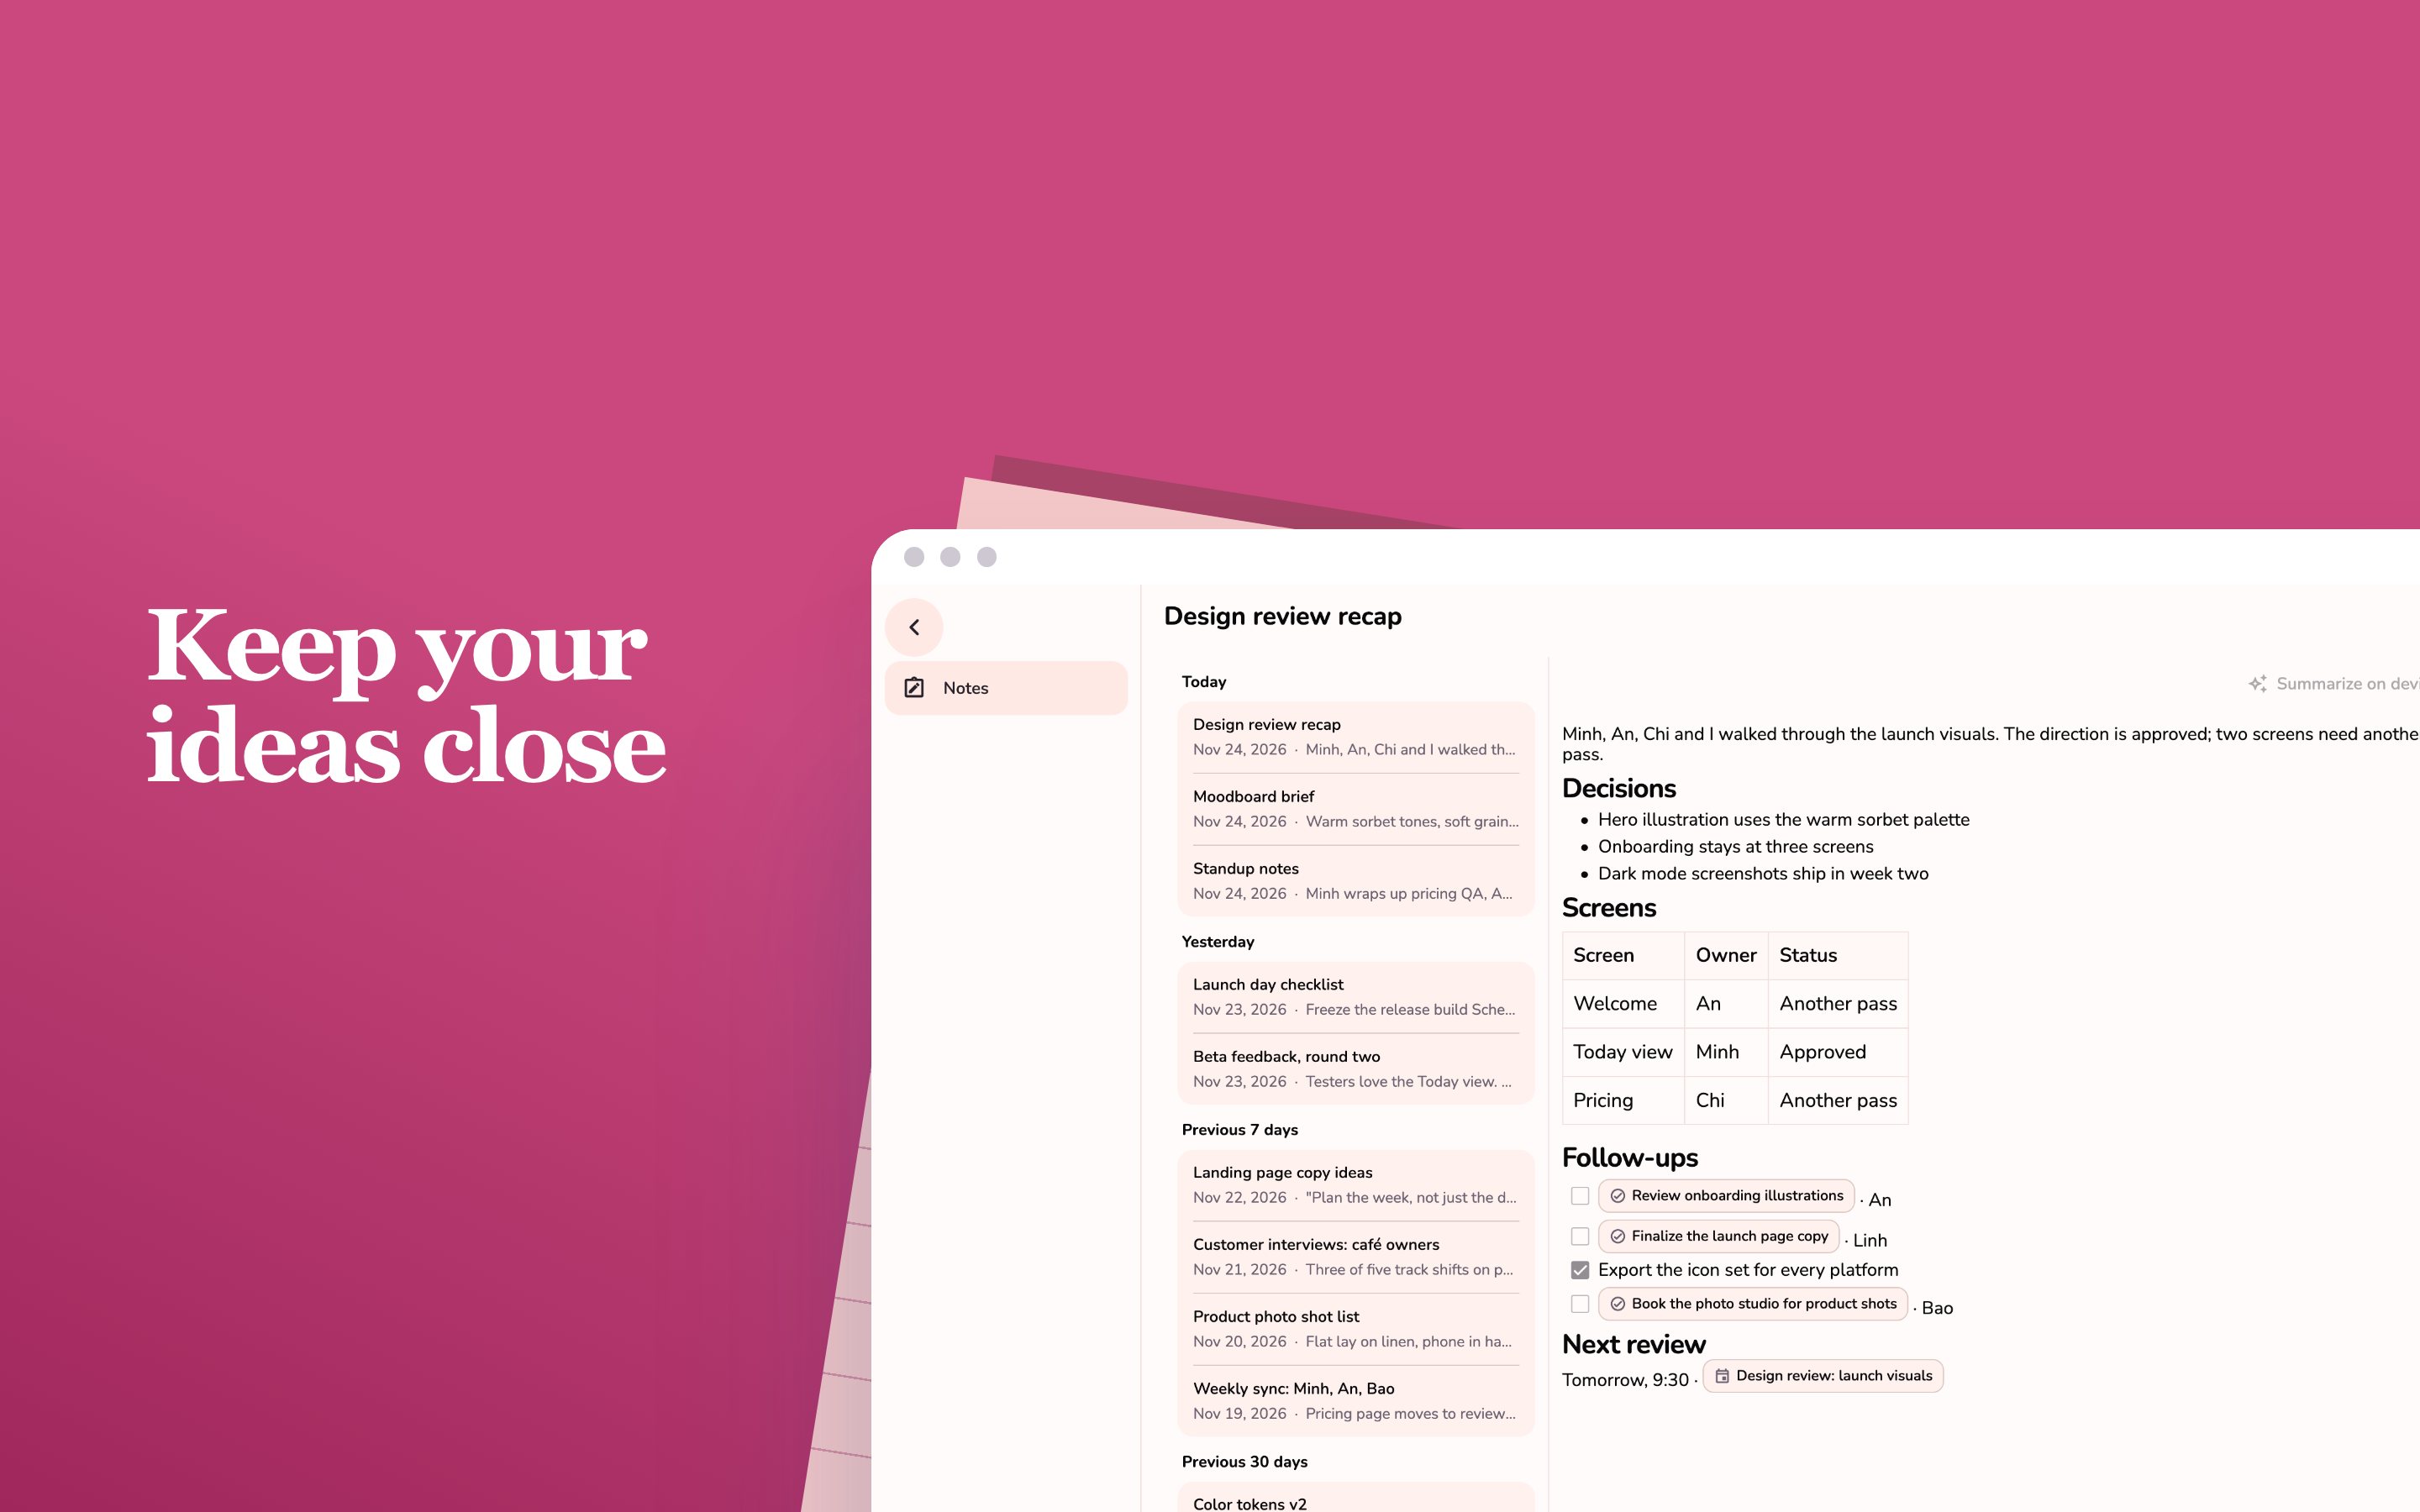 Keep your
ideas close
Notes
Design review recap
Today
Design review recap
Nov 24, 2026 · Minh, An, Chi and I walked th...
Moodboard brief
Nov 24, 2026 · Warm sorbet tones, soft grain...
Standup notes
Nov 24, 2026 · Minh wraps up pricing QA, A...
Yesterday
Launch day checklist
Nov 23, 2026 · Freeze the release build Sche...
Beta feedback, round two
Nov 23, 2026 · Testers love the Today view. ...
Previous 7 days
Landing page copy ideas
Nov 22, 2026 · "Plan the week, not just the d...
Customer interviews: café owners
Nov 21, 2026 · Three of five track shifts on p...
Product photo shot list
Nov 20, 2026 · Flat lay on linen, phone in ha...
Weekly sync: Minh, An, Bao
Nov 19, 2026 · Pricing page moves to review...
Previous 30 days
Color tokens v2
Summarize on devi
Minh, An, Chi and I walked through the launch visuals. The direction is approved; two screens need anothe
pass.
Decisions
• Hero illustration uses the warm sorbet palette
• Onboarding stays at three screens
• Dark mode screenshots ship in week two
Screens
Screen Owner Status
Welcome An Another pass
Today view Minh Approved
Pricing Chi Another pass
Follow-ups
Review onboarding illustrations · An
Finalize the launch page copy · Linh
Export the icon set for every platform
Book the photo studio for product shots · Bao
Next review
Tomorrow, 9:30 · Design review: launch visuals